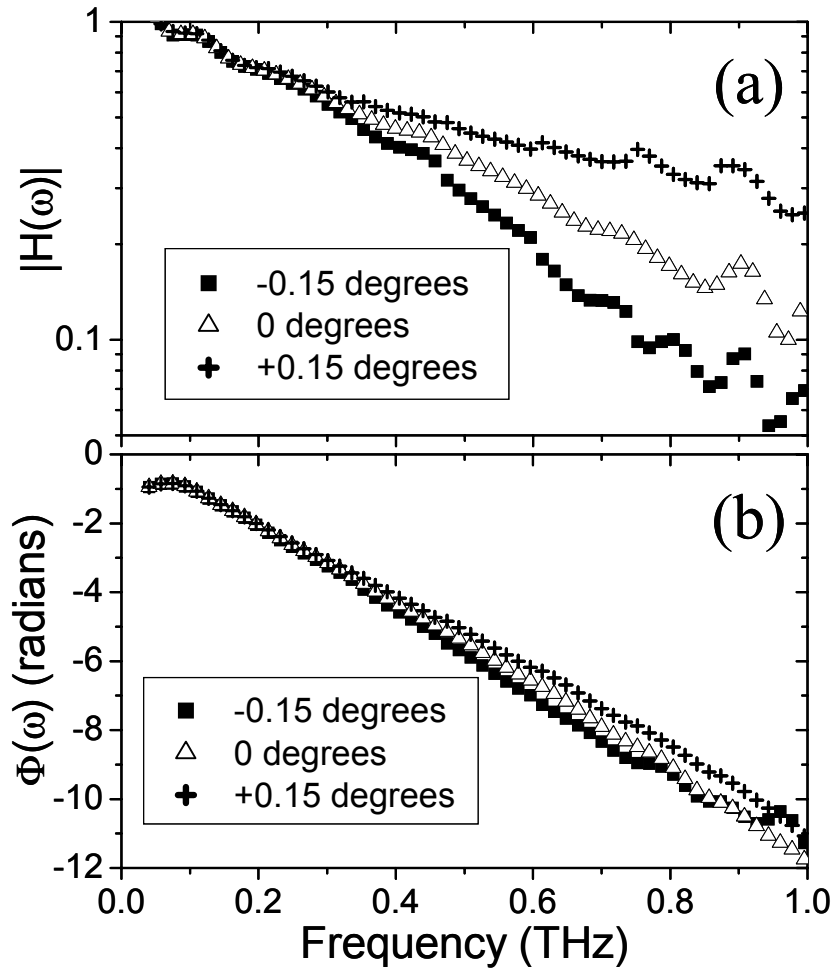 1
(a)
|H(ω)|
-0.15 degrees
0 degrees
+0.15 degrees
0.1
0
(b)
-2
-4
Φ(ω) (radians)
-6
-0.15 degrees
-8
0 degrees
+0.15 degrees
-10
-12
0.0 0.2 0.4 0.6 0.8 1.0
Frequency (THz)